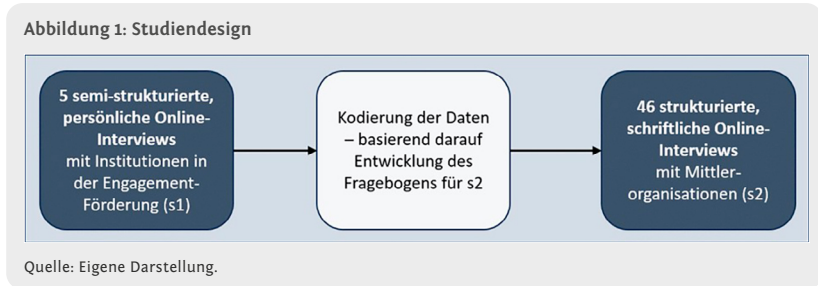 Abbildung 1: Studiendesign
5 semi-strukturierte,
persönliche Online-
Interviews
mit Institutionen in
der Engagement-
Förderung (s1)
Kodierung der Daten
– basierend darauf
Entwicklung des
Fragebogens für s2
46 strukturierte,
schriftliche Online-
Interviews
mit Mittler-
organisationen (s2)
Quelle: Eigene Darstellung.